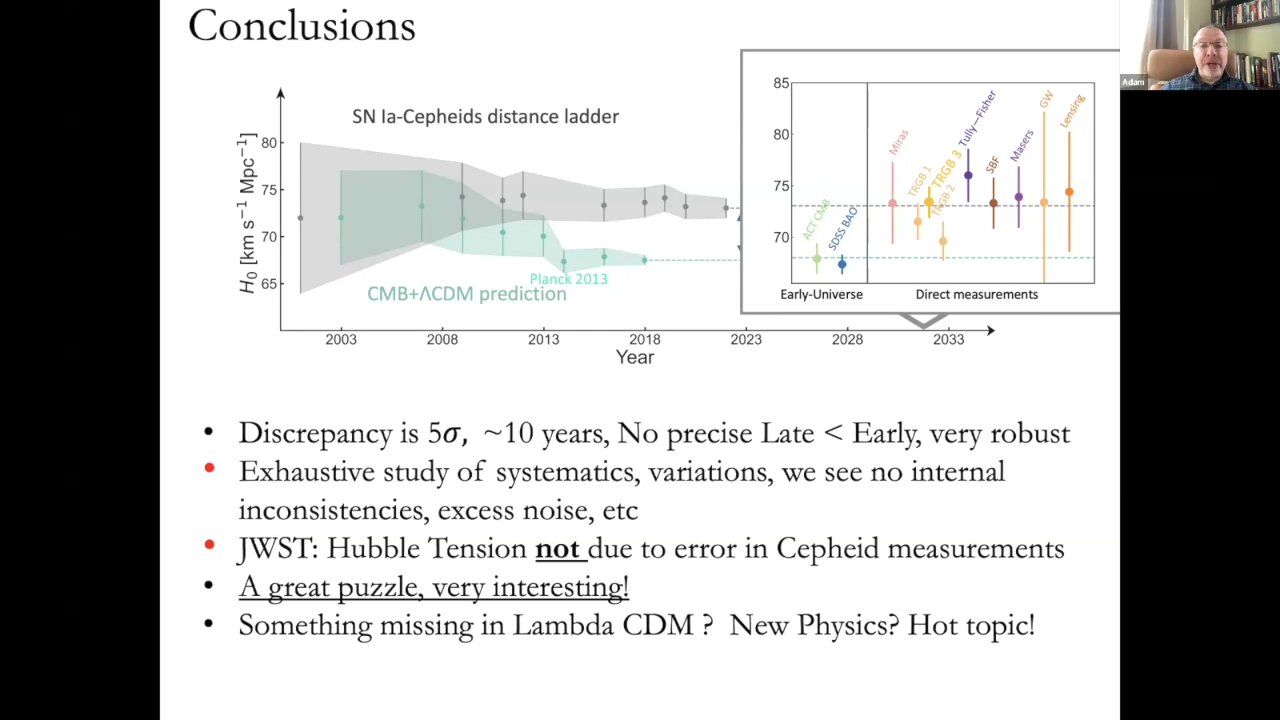 Conclusions
Adam
SN Ia-Cepheids distance ladder
H₀ [km s⁻¹ Mpc⁻¹]
80
75
70
65
Planck 2013
CMB+ΛCDM prediction
2003
2008
2013
2018
2023
2028
2033
Year
85
80
75
70
ACT CMB
SDSS BAO
Miras
TRGB 1
TRGB 3
TRGB 2
Tully—Fisher
SBF
Masers
GW
Lensing
Early-Universe
Direct measurements
• Discrepancy is 5σ, ~10 years, No precise Late < Early, very robust
• Exhaustive study of systematics, variations, we see no internal
inconsistencies, excess noise, etc
• JWST: Hubble Tension not due to error in Cepheid measurements
• A great puzzle, very interesting!
• Something missing in Lambda CDM ? New Physics? Hot topic!